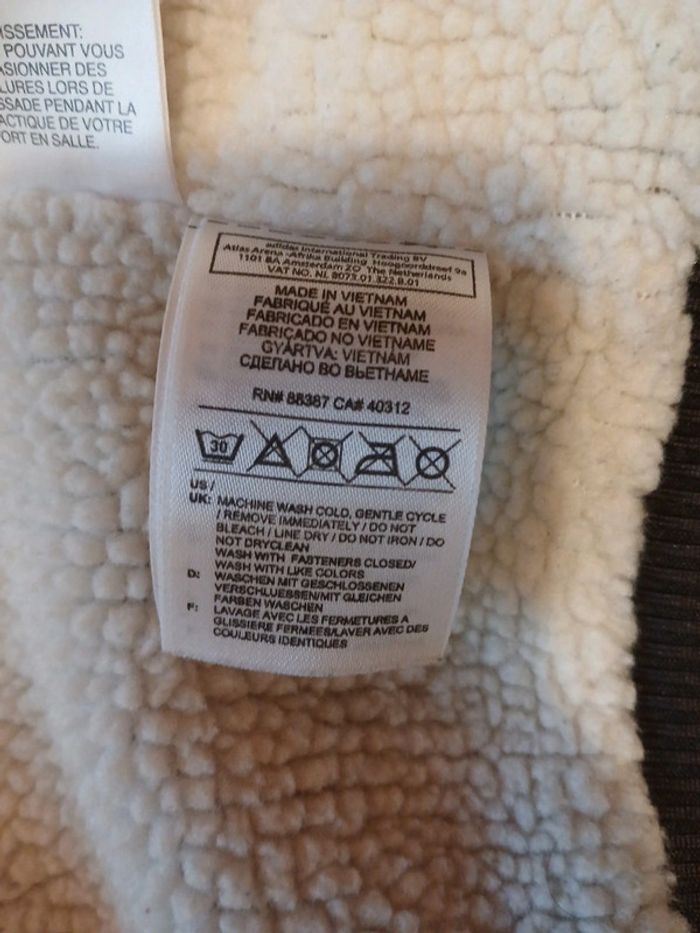 ISSEMENT:
POUVANT VOUS
ASIONNER DES
LURES LORS DE
SSADE PENDANT LA
ACTIQUE DE VOTRE
ORT EN SALLE.
adidas International Trading BV
Atlas Arena -Afrika Building Hoogoorddreef 9a
1101 BA Amsterdam ZO The Netherlands
VAT NO. NL 8073.01.322.B.01
MADE IN VIETNAM
FABRIQUÉ AU VIETNAM
FABRICADO EN VIETNAM
FABRICADO NO VIETNAME
GYÁRTVA: VIETNÁM
СДЕЛАНО ВО ВЬЕТНАМЕ
RN# 88387 CA# 40312
30
US /
UK: MACHINE WASH COLD, GENTLE CYCLE
/ REMOVE IMMEDIATELY / DO NOT
BLEACH / LINE DRY / DO NOT IRON / DO
NOT DRYCLEAN
WASH WITH FASTENERS CLOSED/
WASH WITH LIKE COLORS
D: WASCHEN MIT GESCHLOSSENEN
VERSCHLUESSEN/MIT GLEICHEN
FARBEN WASCHEN
F: LAVAGE AVEC LES FERMETURES A
GLISSIERE FERMEES/LAVER AVEC DES
COULEURS IDENTIQUES